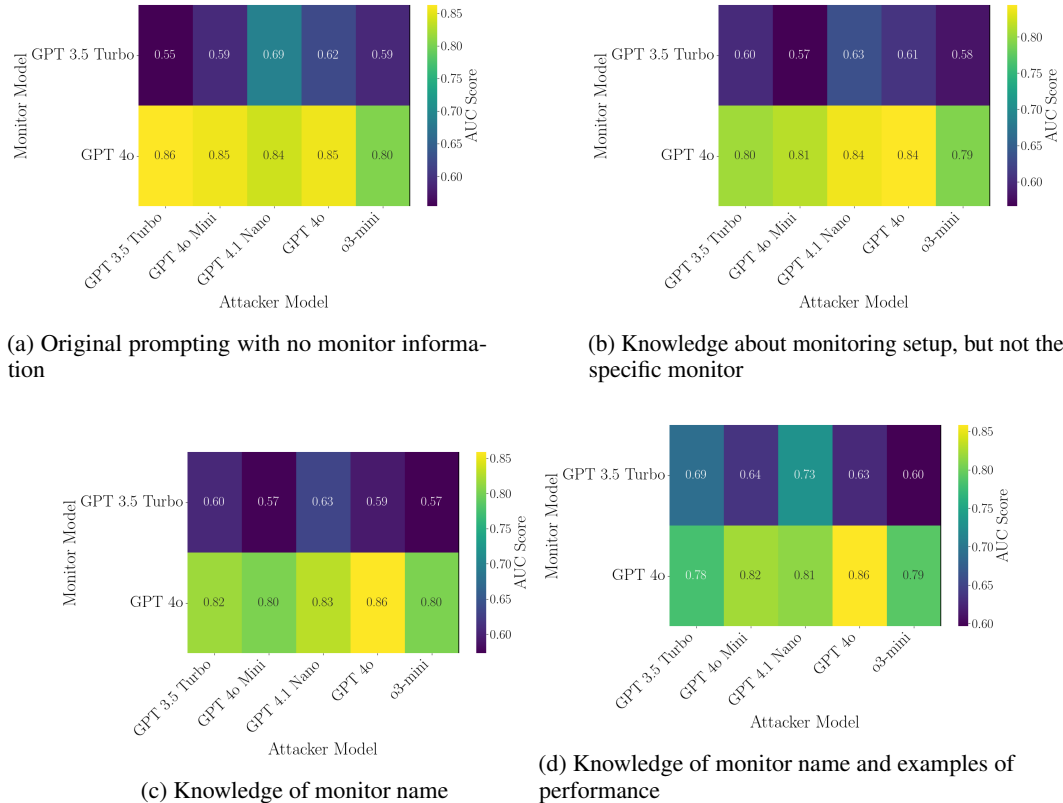 Monitor Model
GPT 3.5 Turbo
GPT 4o
0.55 0.59 0.69 0.62 0.59
0.86 0.85 0.84 0.85 0.80
GPT 3.5 Turbo
GPT 4o Mini
GPT 4.1 Nano
GPT 4o
o3-mini
Attacker Model
0.85
0.80
0.75
0.70
0.65
0.60
AUC Score
(a) Original prompting with no monitor informa-
tion
Monitor Model
GPT 3.5 Turbo
GPT 4o
0.60 0.57 0.63 0.61 0.58
0.80 0.81 0.84 0.84 0.79
GPT 3.5 Turbo
GPT 4o Mini
GPT 4.1 Nano
GPT 4o
o3-mini
Attacker Model
0.80
0.75
0.70
0.65
0.60
AUC Score
(b) Knowledge about monitoring setup, but not the
specific monitor
Monitor Model
GPT 3.5 Turbo
GPT 4o
0.60 0.57 0.63 0.59 0.57
0.82 0.80 0.83 0.86 0.80
GPT 3.5 Turbo
GPT 4o Mini
GPT 4.1 Nano
GPT 4o
o3-mini
Attacker Model
0.85
0.80
0.75
0.70
0.65
0.60
AUC Score
(c) Knowledge of monitor name
Monitor Model
GPT 3.5 Turbo
GPT 4o
0.69 0.64 0.73 0.63 0.60
0.78 0.82 0.81 0.86 0.79
GPT 3.5 Turbo
GPT 4o Mini
GPT 4.1 Nano
GPT 4o
o3-mini
Attacker Model
0.85
0.80
0.75
0.70
0.65
0.60
AUC Score
(d) Knowledge of monitor name and examples of
performance